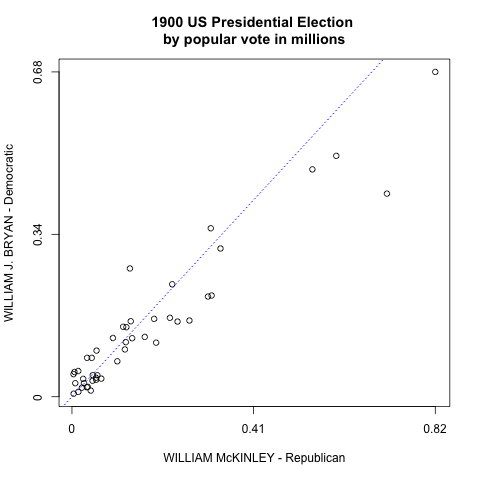 1900 US Presidential Election
by popular vote in millions
WILLIAM J. BRYAN - Democratic
0.68
0.34
0
0
0.41
0.82
WILLIAM McKINLEY - Republican